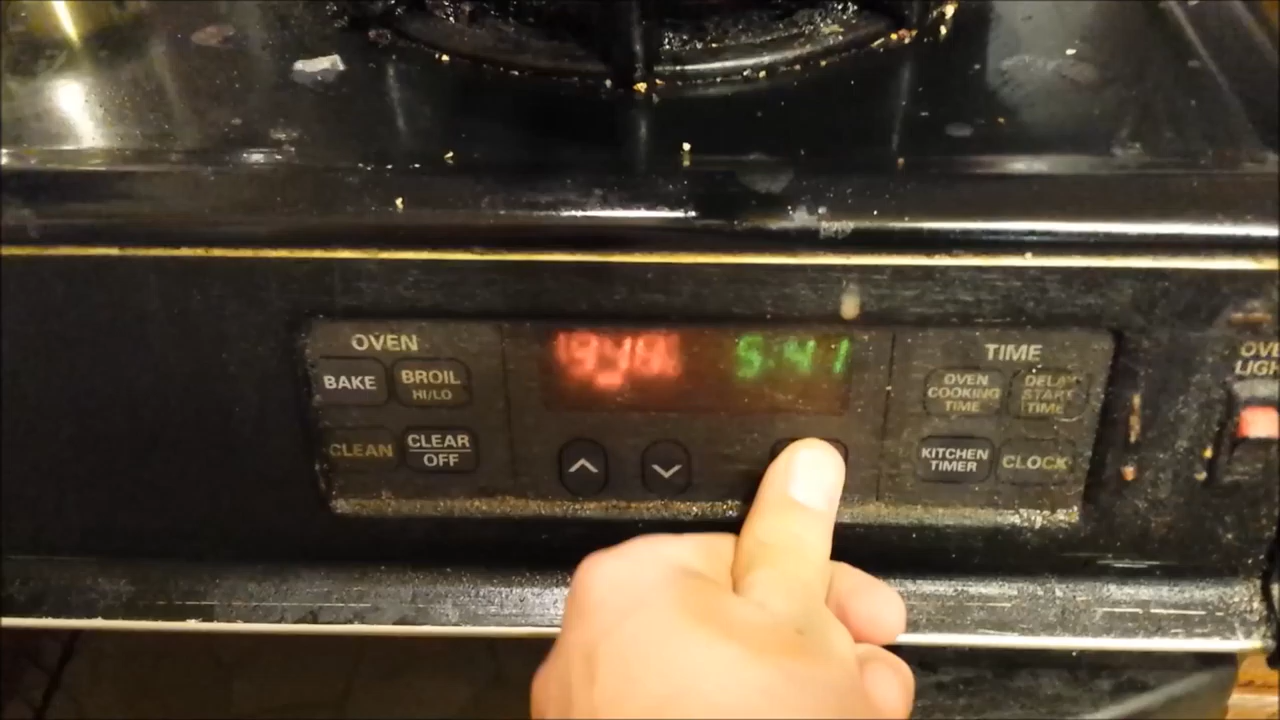 OVEN
BAKE
BROIL
HI/LO
CLEAN
CLEAR
OFF
5:41
TIME
OVEN
COOKING
TIME
DELAY
START
TIME
KITCHEN
TIMER
CLOCK